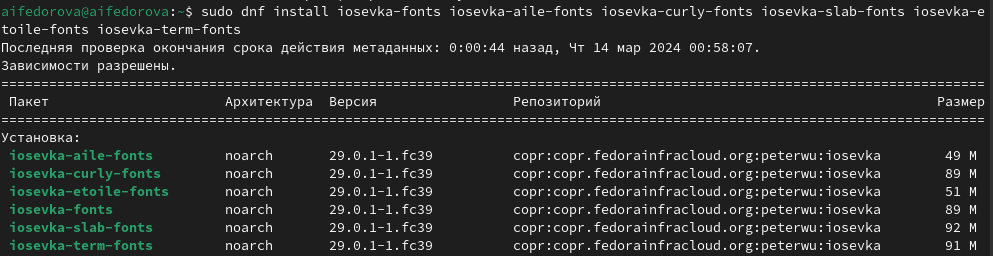 aifedorova@aifedorova:~$ sudo dnf install iosevka-fonts iosevka-aile-fonts iosevka-curly-fonts iosevka-slab-fonts iosevka-e
toile-fonts iosevka-term-fonts
Последняя проверка окончания срока действия метаданных: 0:00:44 назад, Чт 14 мар 2024 00:58:07.
Зависимости разрешены.
================================================================================
Пакет Архитектура Версия Репозиторий Размер
================================================================================
Установка:
iosevka-aile-fonts noarch 29.0.1-1.fc39 copr:copr.fedorainfracloud.org:peterwu:iosevka 49 M
iosevka-curly-fonts noarch 29.0.1-1.fc39 copr:copr.fedorainfracloud.org:peterwu:iosevka 89 M
iosevka-etoile-fonts noarch 29.0.1-1.fc39 copr:copr.fedorainfracloud.org:peterwu:iosevka 51 M
iosevka-fonts noarch 29.0.1-1.fc39 copr:copr.fedorainfracloud.org:peterwu:iosevka 89 M
iosevka-slab-fonts noarch 29.0.1-1.fc39 copr:copr.fedorainfracloud.org:peterwu:iosevka 92 M
iosevka-term-fonts noarch 29.0.1-1.fc39 copr:copr.fedorainfracloud.org:peterwu:iosevka 91 M